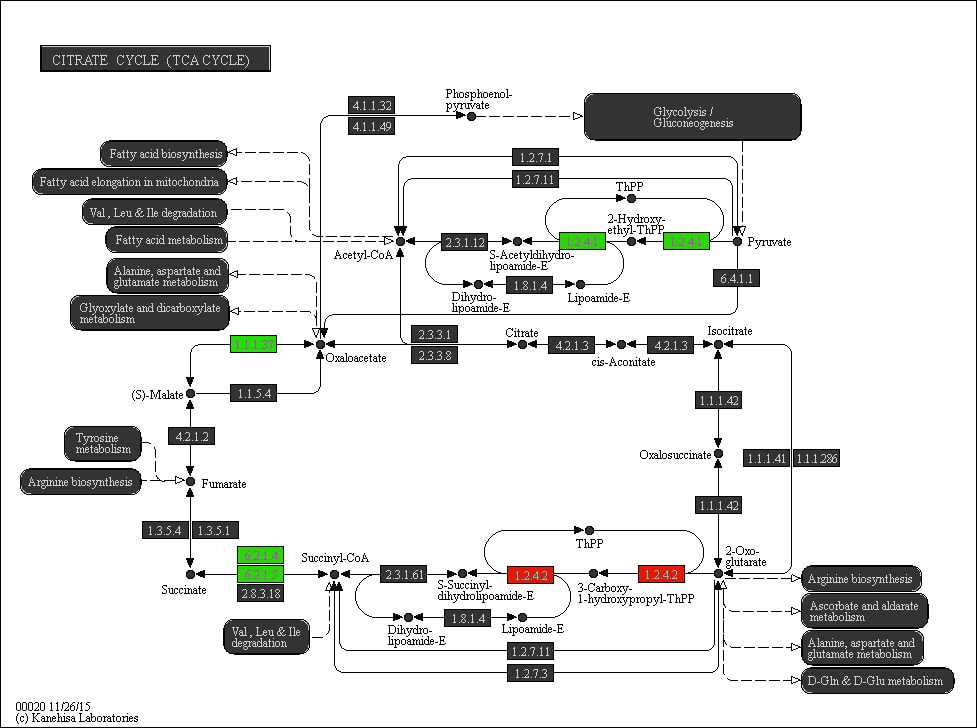 CITRATE CYCLE (TCA CYCLE)
Phosphoenol-
pyruvate
4.1.1.32
4.1.1.49
Glycolysis /
Gluconeogenesis
Fatty acid biosynthesis
Fatty acid elongation in mitochondria
Val , Leu & Ile degradation
Fatty acid metabolism
Alanine, aspartate and
glutamate metabolism
Glyoxylate and dicarboxylate
metabolism
1.2.7.1
1.2.7.11
ThPP
2-Hydroxy-
ethyl-ThPP
Acetyl-CoA
2.3.1.12
S-Acetyldihydro-
lipoamide-E
1.2.4.1
1.2.4.1
Pyruvate
Dihydro-
lipoamide-E
1.8.1.4
Lipoamide-E
6.4.1.1
1.1.1.37
Oxaloacetate
2.3.3.1
2.3.3.8
Citrate
4.2.1.3
cis-Aconitate
4.2.1.3
Isocitrate
(S)-Malate
1.1.5.4
1.1.1.42
4.2.1.2
Tyrosine
metabolism
Oxalosuccinate
1.1.1.41
1.1.1.286
Arginine biosynthesis
Fumarate
1.1.1.42
1.3.5.4
1.3.5.1
ThPP
6.2.1.4
6.2.1.5
2.8.3.18
Succinate
Succinyl-CoA
2.3.1.61
S-Succinyl-
dihydrolipoamide-E
1.2.4.2
3-Carboxy-
1-hydroxypropyl-ThPP
1.2.4.2
2-Oxo-
glutarate
Arginine biosynthesis
Ascorbate and aldarate
metabolism
Alanine, aspartate and
glutamate metabolism
D-Gln & D-Glu metabolism
Val , Leu & Ile
degradation
Dihydro-
lipoamide-E
1.8.1.4
Lipoamide-E
1.2.7.11
1.2.7.3
00020 11/26/15
(c) Kanehisa Laboratories